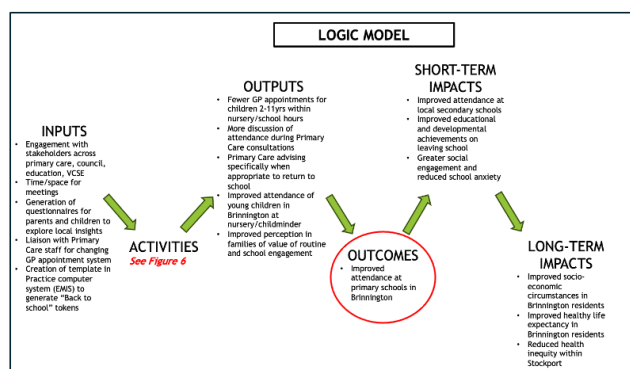 LOGIC MODEL
INPUTS
• Engagement with
stakeholders across
primary care, council,
education, VCSE
• Time/space for
meetings
• Generation of
questionnaires for
parents and children to
explore local insights
• Liaison with Primary
Care staff for changing
GP appointment system
• Creation of template in
Practice computer
system (EMIS) to
generate "Back to
school" tokens
ACTIVITIES
See Figure 6
OUTPUTS
• Fewer GP appointments for
children 2-11yrs within
nursery/school hours
• More discussion of
attendance during Primary
Care consultations
• Primary Care advising
specifically when
appropriate to return to
school
• Improved attendance of
young children in
Brinnington at
nursery/childminder
• Improved perception in
families of value of routine
and school engagement
OUTCOMES
• Improved
attendance at
primary schools in
Brinnington
SHORT-TERM
IMPACTS
• Improved attendance at
local secondary schools
• Improved educational
and developmental
achievements on
leaving school
• Greater social
engagement and
reduced school anxiety
LONG-TERM
IMPACTS
• Improved socio-
economic
circumstances in
Brinnington residents
• Improved healthy life
expectancy in
Brinnington residents
• Reduced health
inequity within
Stockport